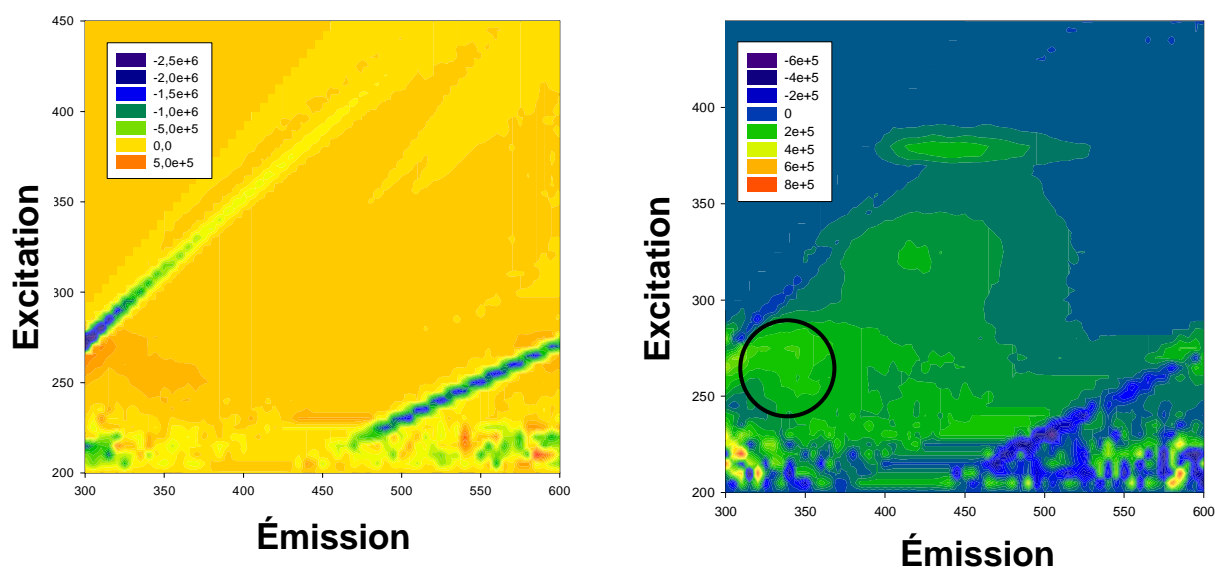 450
400
350
300
250
200
300 350 400 450 500 550 600
Excitation
Émission
-2,5e+6
-2,0e+6
-1,5e+6
-1,0e+6
-5,0e+5
0,0
5,0e+5
400
350
300
250
200
300 350 400 450 500 550 600
Excitation
Émission
-6e+5
-4e+5
-2e+5
0
2e+5
4e+5
6e+5
8e+5